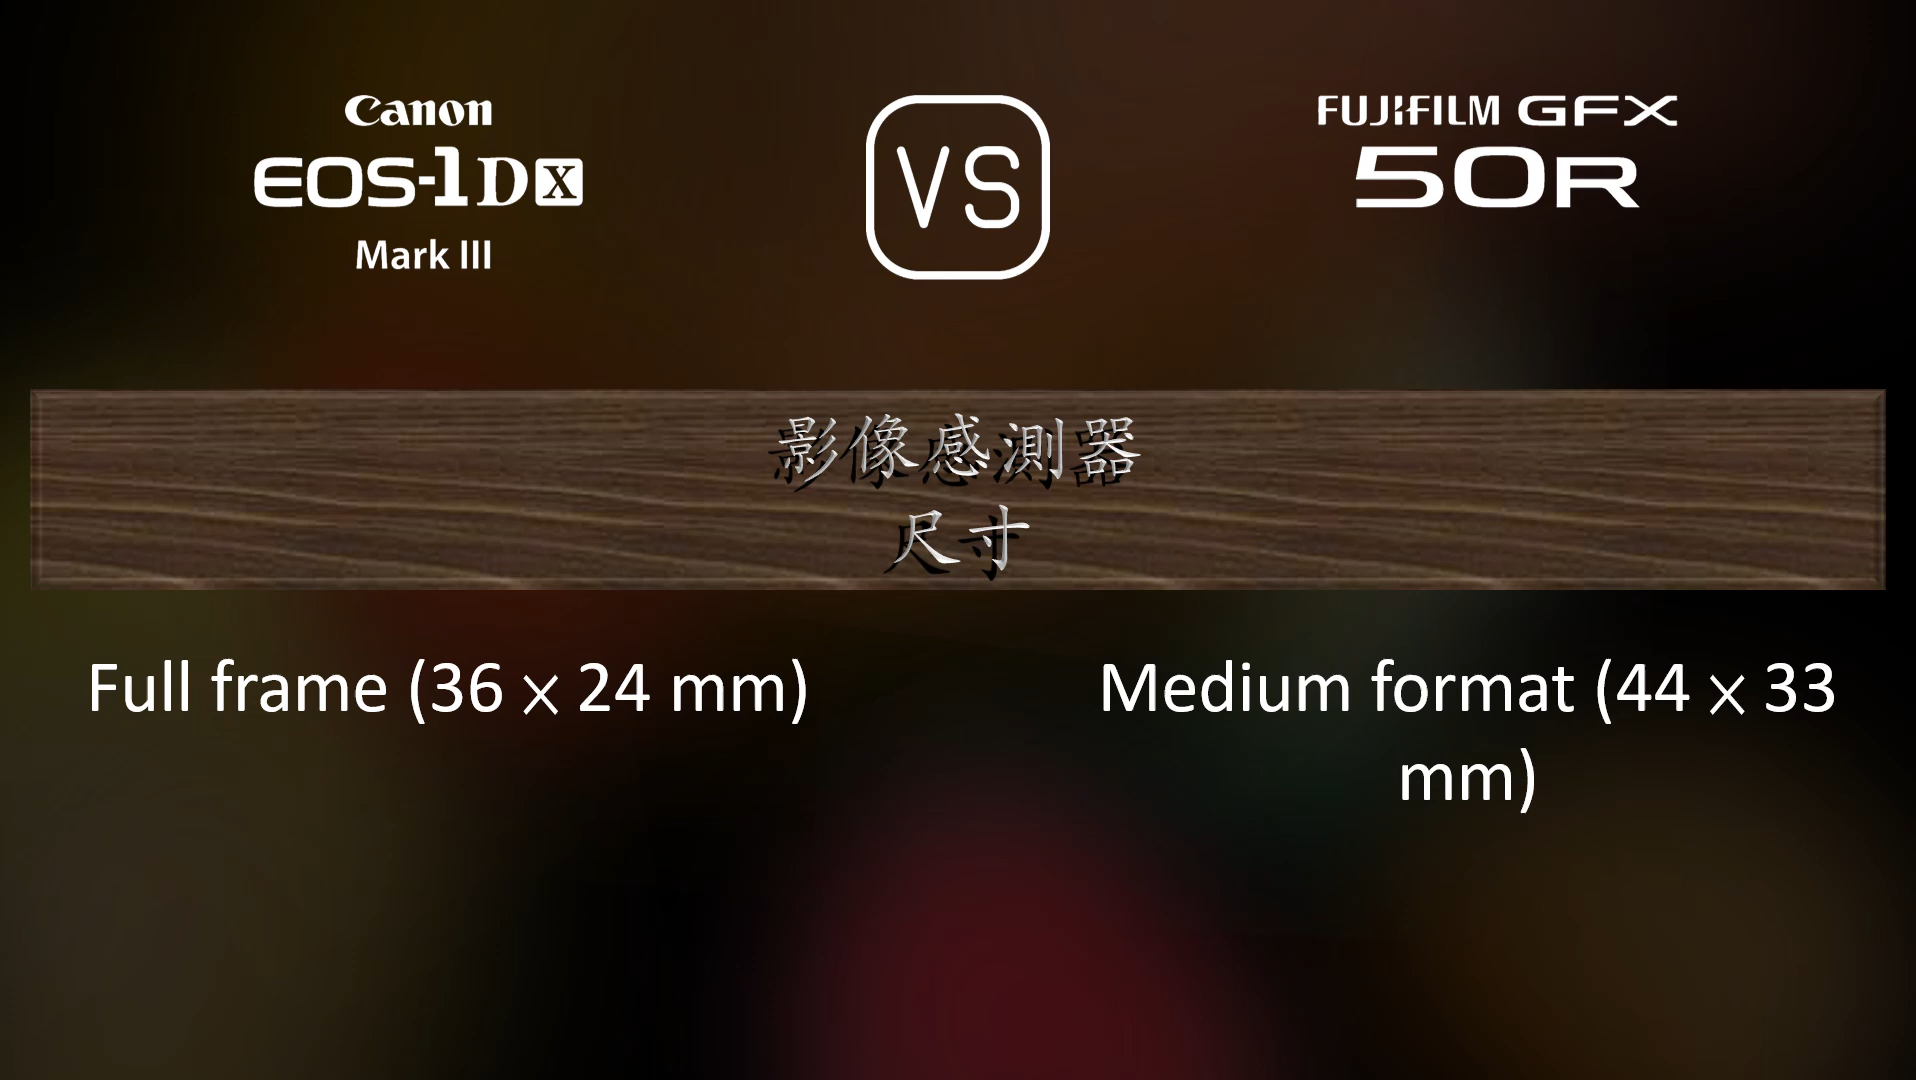 Canon
EOS-1 D X
Mark III
VS
FUJIFILM GFX
50R
影像感測器
尺寸
Full frame (36 x 24 mm)
Medium format (44 x 33
mm)